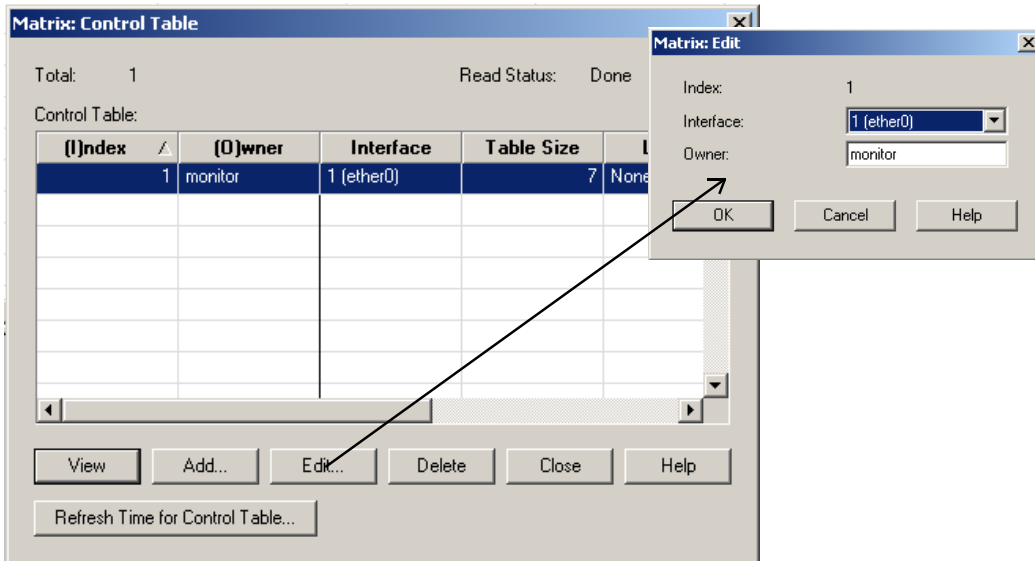 Matrix: Control Table
Total: 1 Read Status: Done
Control Table:
(I)ndex (O)wner Interface Table Size
1 monitor 1 (ether0) 7 None
View Add... Edit... Delete Close Help
Refresh Time for Control Table...
Matrix: Edit
Index: 1
Interface: 1 (ether0)
Owner: monitor
OK Cancel Help